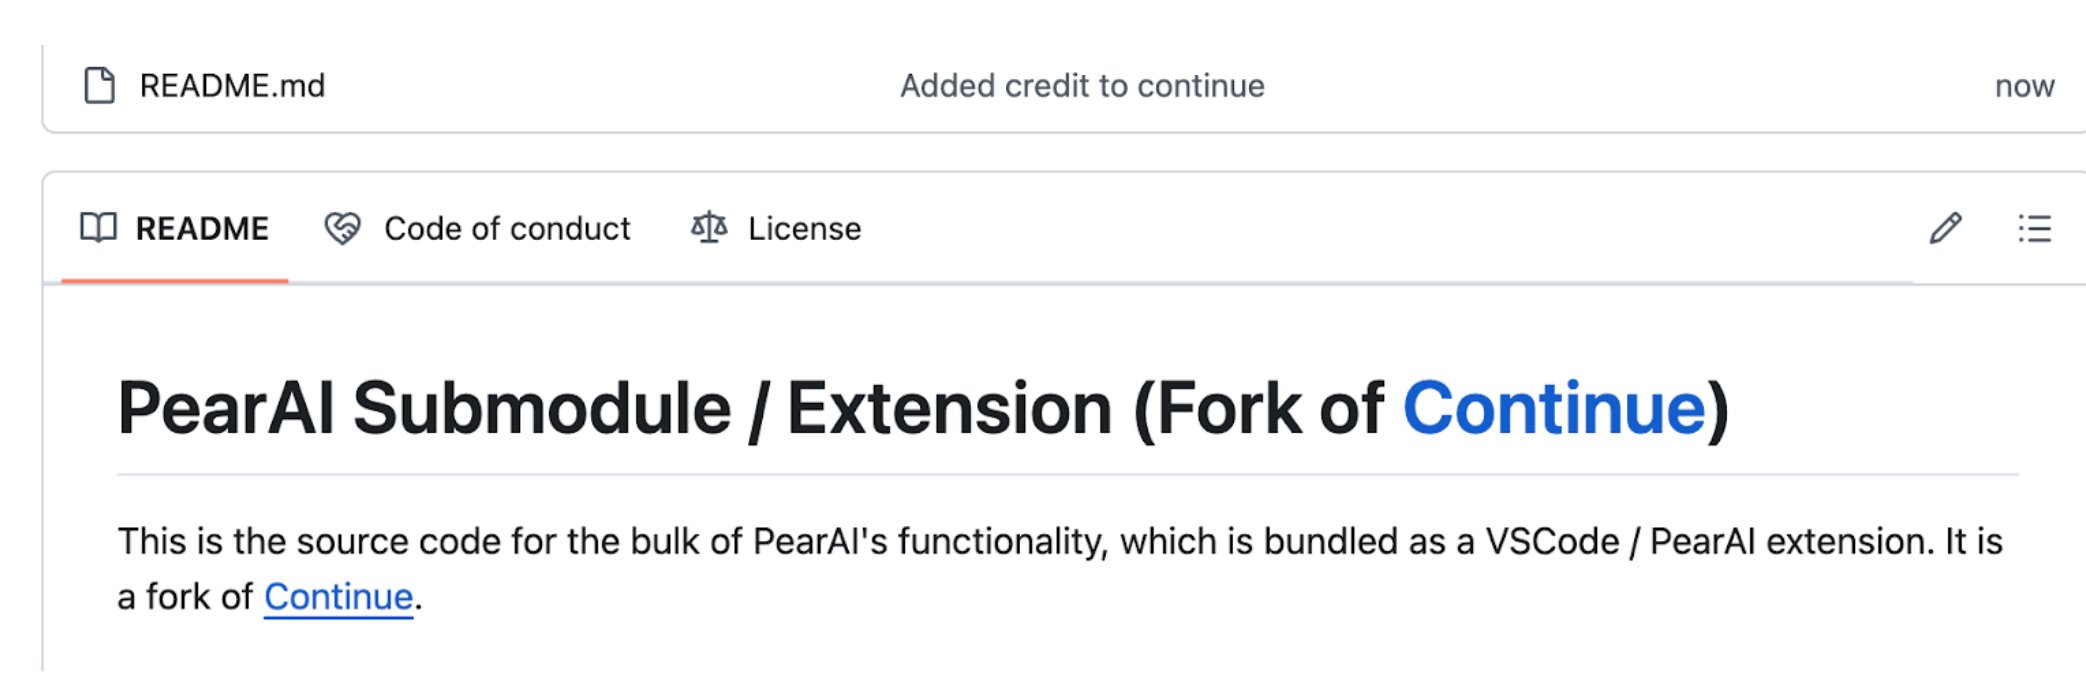 README.md Added credit to continue now
README Code of conduct License
PearAI Submodule / Extension (Fork of Continue)
This is the source code for the bulk of PearAI's functionality, which is bundled as a VSCode / PearAI extension. It is
a fork of Continue.